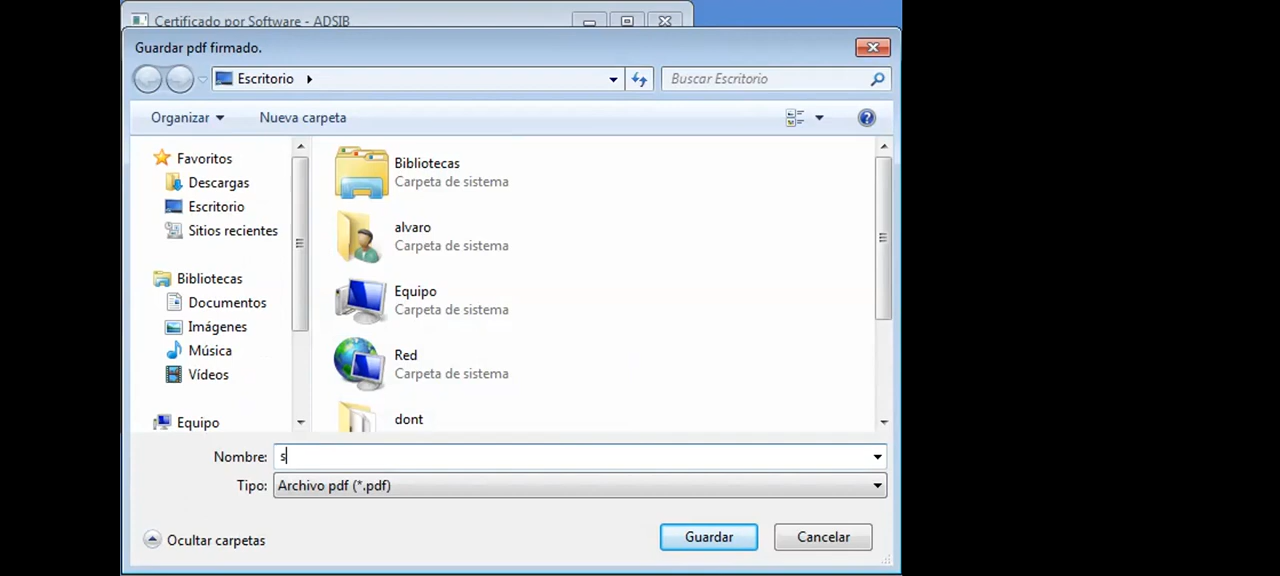 Certificado por Software - ADSIB
Guardar pdf firmado.
Escritorio
Buscar Escritorio
Organizar
Nueva carpeta
Favoritos
Descargas
Escritorio
Sitios recientes
Bibliotecas
Documentos
Imágenes
Música
Vídeos
Equipo
Bibliotecas
Carpeta de sistema
alvaro
Carpeta de sistema
Equipo
Carpeta de sistema
Red
Carpeta de sistema
dont
Nombre: s
Tipo: Archivo pdf (*.pdf)
Ocultar carpetas
Guardar
Cancelar